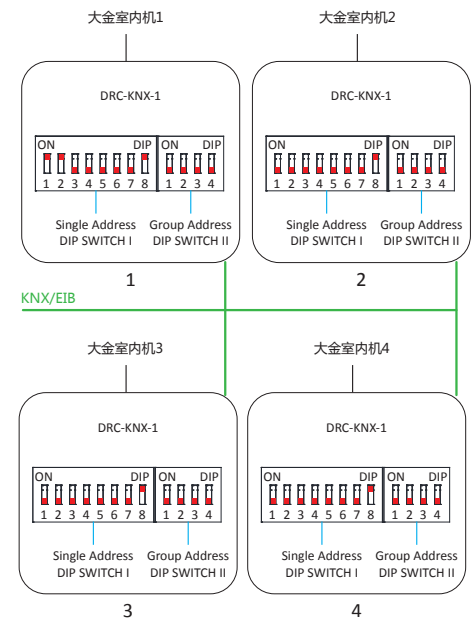 大金室内机1
大金室内机2
DRC-KNX-1
DRC-KNX-1
ON DIP ON DIP
1 2 3 4 5 6 7 8 1 2 3 4
ON DIP ON DIP
1 2 3 4 5 6 7 8 1 2 3 4
Single Address
DIP SWITCH I
Group Address
DIP SWITCH II
Single Address
DIP SWITCH I
Group Address
DIP SWITCH II
1
2
KNX/EIB
大金室内机3
大金室内机4
DRC-KNX-1
DRC-KNX-1
ON DIP ON DIP
1 2 3 4 5 6 7 8 1 2 3 4
ON DIP ON DIP
1 2 3 4 5 6 7 8 1 2 3 4
Single Address
DIP SWITCH I
Group Address
DIP SWITCH II
Single Address
DIP SWITCH I
Group Address
DIP SWITCH II
3
4